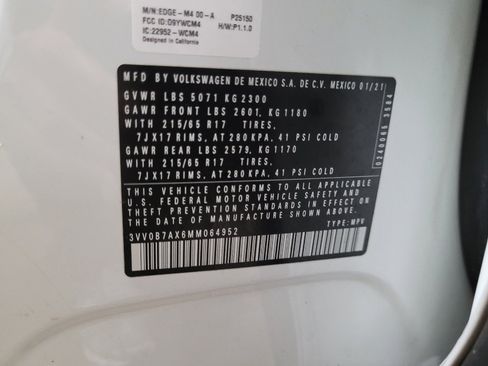 M/N:EDGE-M4 00-A P25150
FCC ID:O9YWCM4 H/W:P1.1.0
IC:22952-WCM4
Designed in California
MFD BY VOLKSWAGEN DE MEXICO S.A. DE C.V. MEXICO 01/21
GVWR LBS 5071 KG 2300
GAWR FRONT LBS 2601, KG 1180
WITH 215/65 R17 TIRES,
7JX17 RIMS, AT 280 KPA, 41 PSI COLD
GAWR REAR LBS 2579, KG 1170
WITH 215/65 R17 TIRES,
7JX17 RIMS, AT 280 KPA, 41 PSI COLD
THIS VEHICLE CONFORMS TO ALL APPLICABLE
U.S. FEDERAL MOTOR VEHICLE SAFETY AND
THEFT PREVENTION STANDARDS IN EFFECT ON THE
DATE OF MANUFACTURE SHOWN ABOVE.
3VV0B7AX6MM064952 TYPE: MPV
0240065 3584